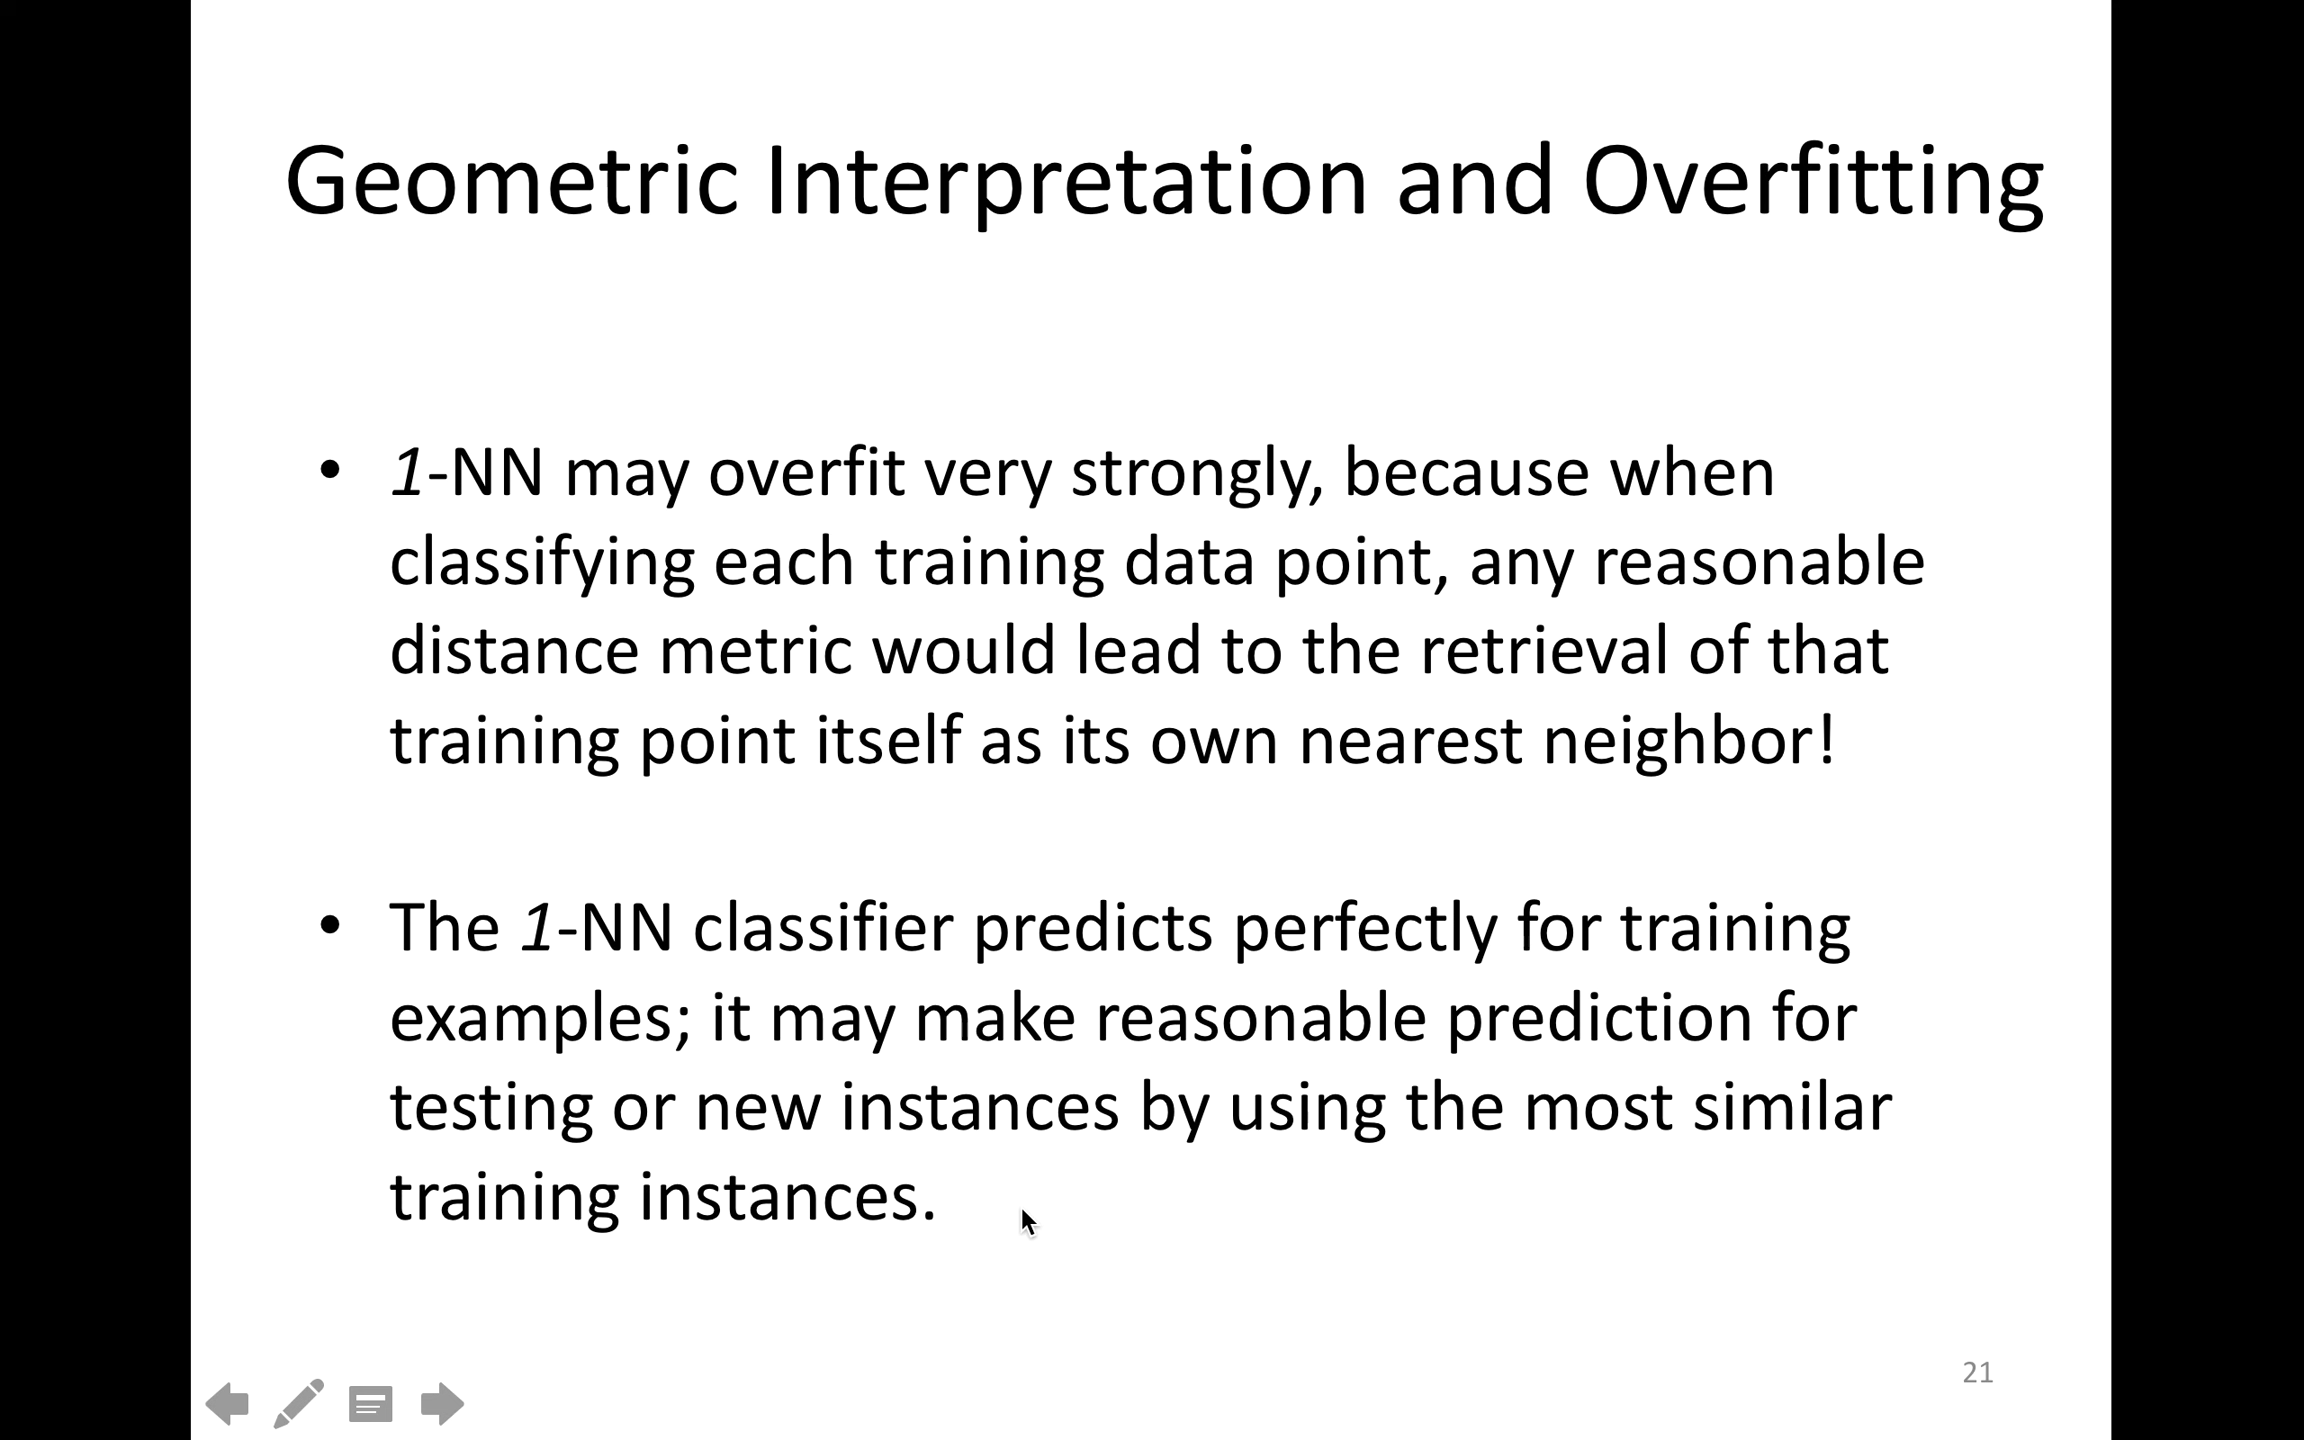 Geometric Interpretation and Overfitting
• 1-NN may overfit very strongly, because when
classifying each training data point, any reasonable
distance metric would lead to the retrieval of that
training point itself as its own nearest neighbor!
• The 1-NN classifier predicts perfectly for training
examples; it may make reasonable prediction for
testing or new instances by using the most similar
training instances.
21